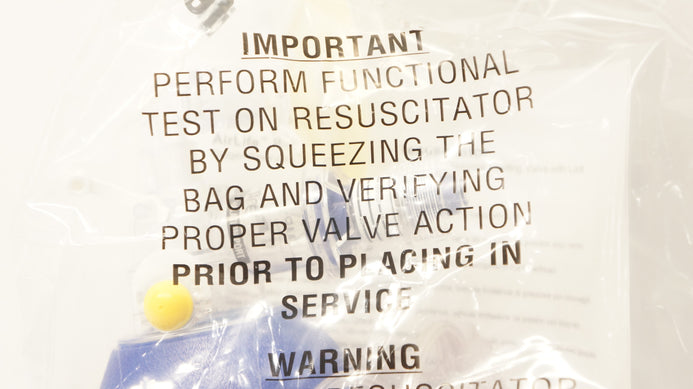 IMPORTANT
PERFORM FUNCTIONAL
TEST ON RESUSCITATOR
BY SQUEEZING THE
BAG AND VERIFYING
PROPER VALVE ACTION
PRIOR TO PLACING IN
SERVICE
WARNING
RESUSCITATOR